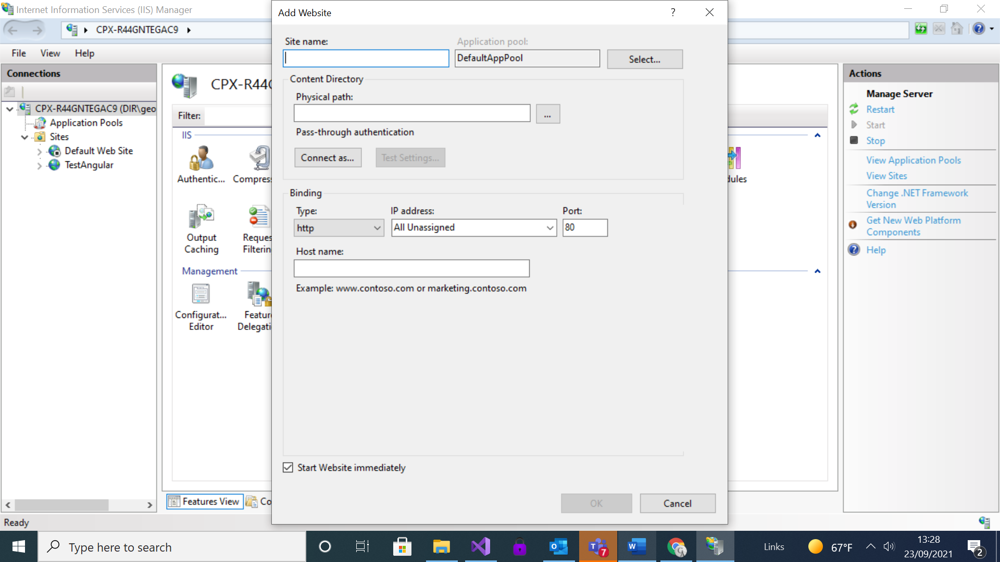 Internet Information Services (IIS) Manager
CPX-R44GNTEGAC9
File View Help
Connections
CPX-R44GNTEGAC9 (DIR\geo
Application Pools
Sites
Default Web Site
TestAngular
CPX-R44G
Filter:
IIS
Authentic...
Compress
Output
Caching
Reques
Filterin
Management
Configurat...
Editor
Featur
Delegati
dules
Features View
Co
Ready
Add Website
?
Site name:
Application pool:
DefaultAppPool
Select...
Content Directory
Physical path:
...
Pass-through authentication
Connect as...
Test Settings...
Binding
Type:
IP address:
Port:
http
All Unassigned
80
Host name:
Example: www.contoso.com or marketing.contoso.com
Start Website immediately
OK
Cancel
Actions
Manage Server
Restart
Start
Stop
View Application Pools
View Sites
Change .NET Framework
Version
Get New Web Platform
Components
Help
Type here to search
7
Links
67°F
13:28
23/09/2021
2